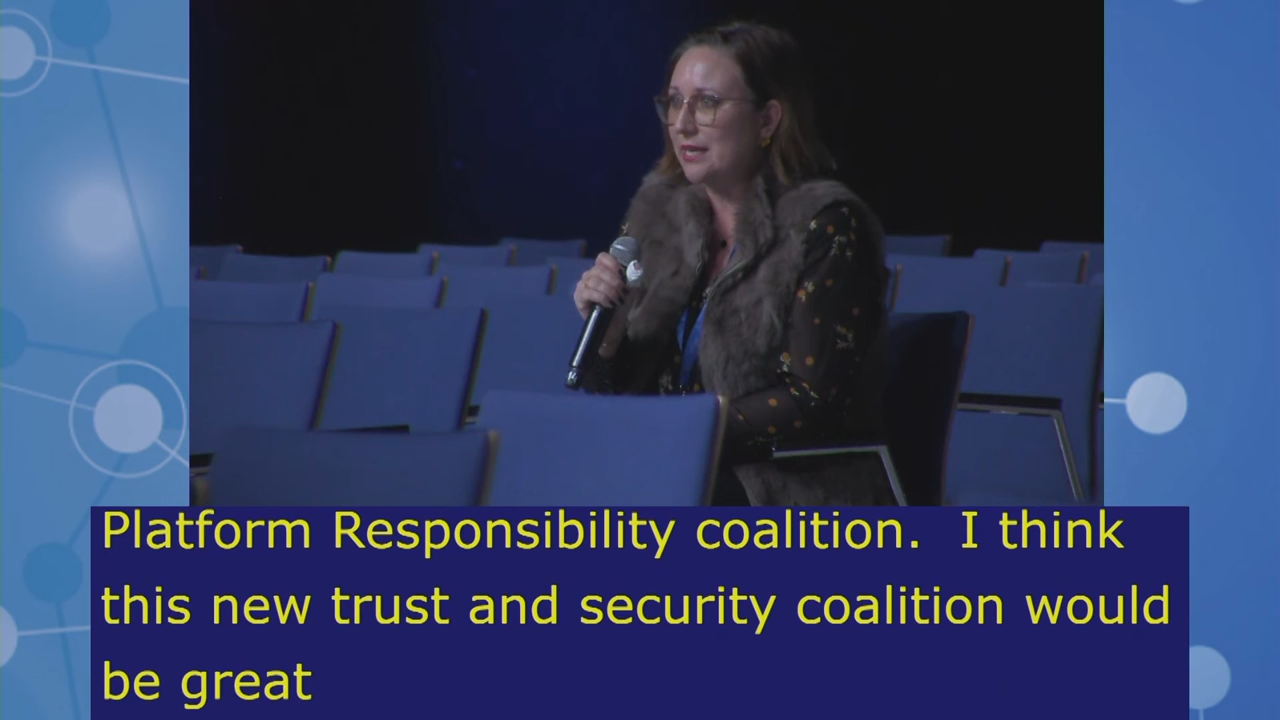 Platform Responsibility coalition.  I think
this new trust and security coalition would
be great